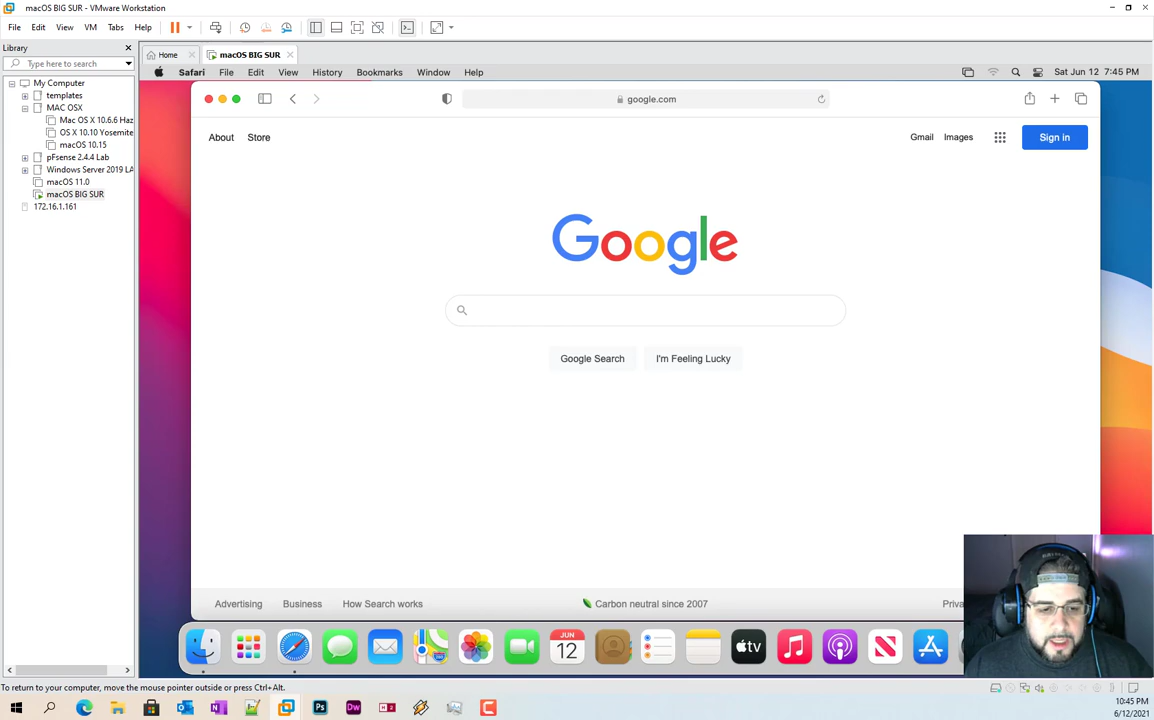 macOS BIG SUR - VMware Workstation
File Edit View VM Tabs Help
Library
Type here to search
My Computer
templates
MAC OSX
Mac OS X 10.6.6 Haz
OS X 10.10 Yosemite
macOS 10.15
pFsense 2.4.4 Lab
Windows Server 2019 LA
macOS 11.0
macOS BIG SUR
172.16.1.161
Home
macOS BIG SUR
Safari File Edit View History Bookmarks Window Help
Sat Jun 12 7:45 PM
google.com
About Store
Gmail Images Sign in
Google
Google Search I'm Feeling Lucky
Advertising Business How Search works Carbon neutral since 2007 Priva
JUN
12
tv
To return to your computer, move the mouse pointer outside or press Ctrl+Alt.
Ps
Dw
10:45 PM
6/12/2021